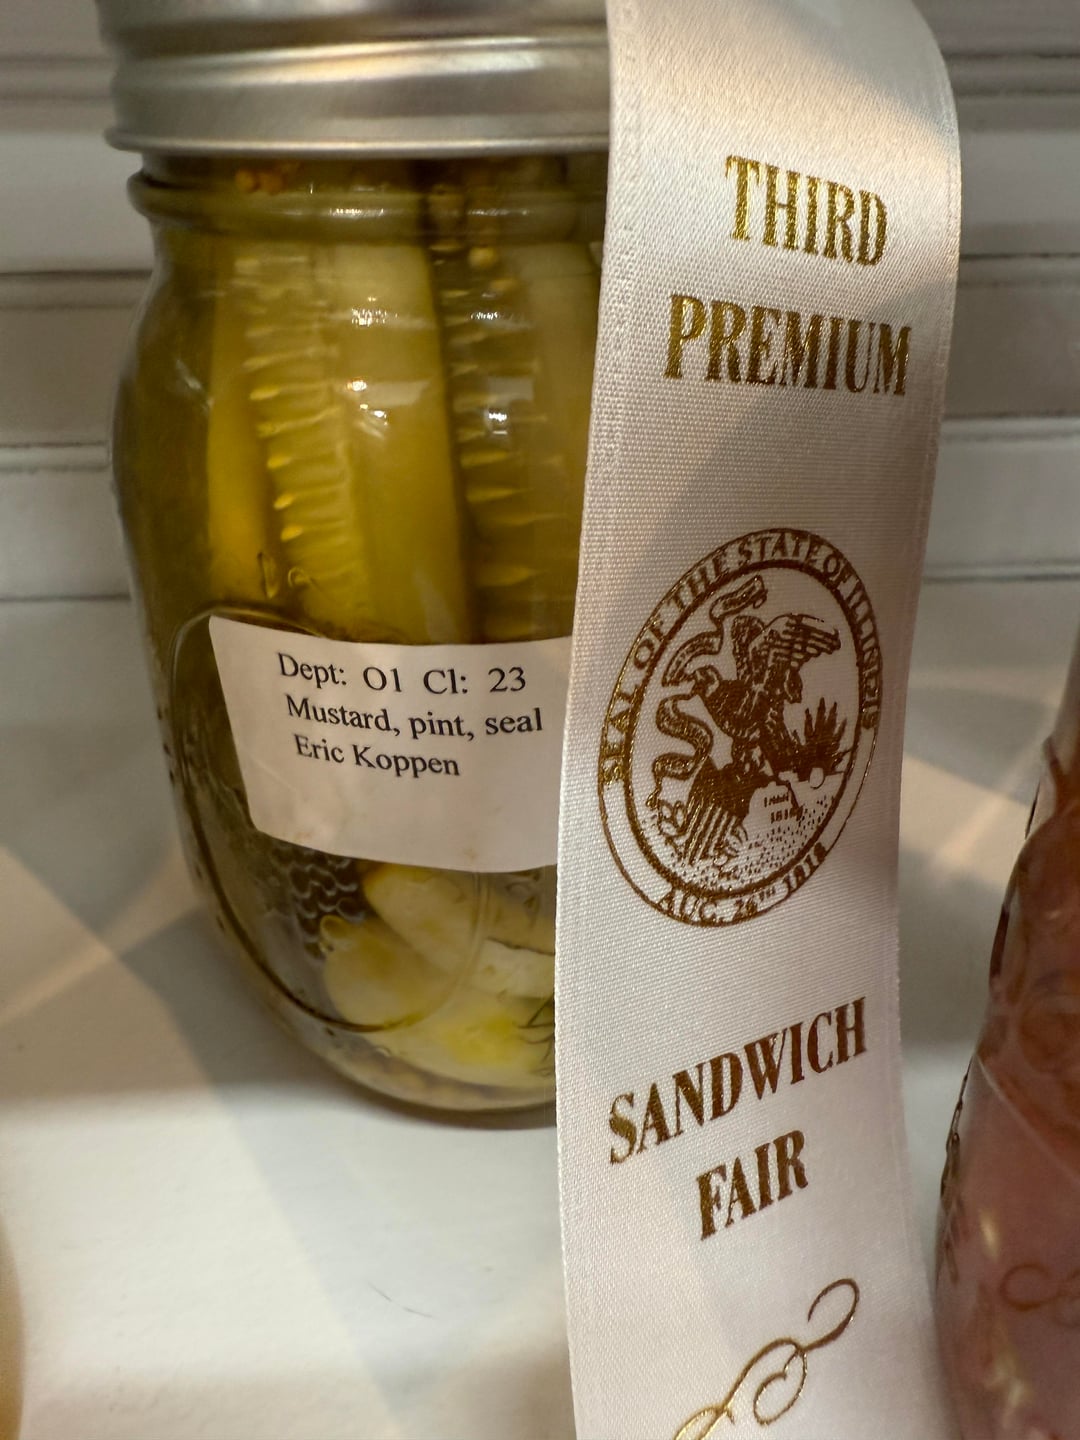 THIRD
PREMIUM
SEAL OF THE STATE OF ILLINOIS
AUG. 26TH 1818
SANDWICH
FAIR
Dept: 01 Cl: 23
Mustard, pint, seal
Eric Koppen